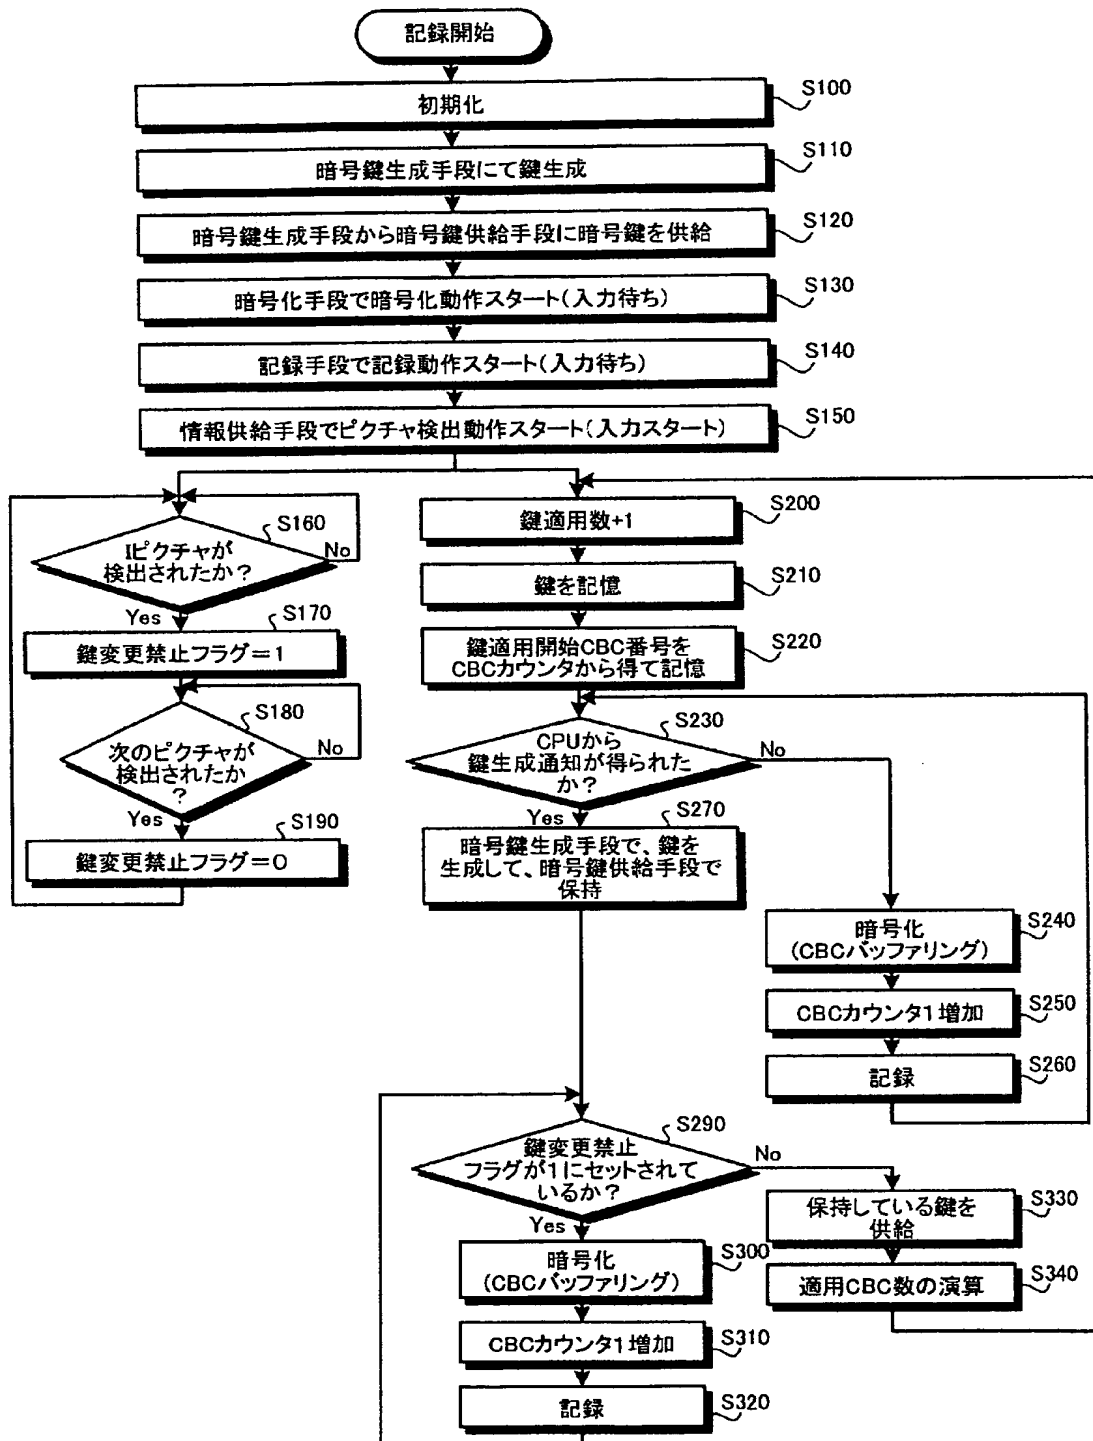 記録開始
初期化
S100
暗号鍵生成手段にて鍵生成
S110
暗号鍵生成手段から暗号鍵供給手段に暗号鍵を供給
S120
暗号化手段で暗号化動作スタート(入力待ち)
S130
記録手段で記録動作スタート(入力待ち)
S140
情報供給手段でピクチャ検出動作スタート(入力スタート)
S150
S160
Iピクチャが
検出されたか?
No
Yes
S170
鍵変更禁止フラグ=1
S180
次のピクチャが
検出されたか
?
No
Yes
S190
鍵変更禁止フラグ=0
鍵適用数+1
S200
鍵を記憶
S210
鍵適用開始CBC番号を
CBCカウンタから得て記憶
S220
S230
CPUから
鍵生成通知が得られた
か?
No
Yes
S270
暗号鍵生成手段で、鍵を
生成して、暗号鍵供給手段で
保持
暗号化
(CBCバッファリング)
S240
CBCカウンタ1増加
S250
記録
S260
S290
鍵変更禁止
フラグが1にセットされて
いるか?
No
Yes
暗号化
(CBCバッファリング)
S300
CBCカウンタ1増加
S310
記録
S320
保持している鍵を
供給
S330
適用CBC数の演算
S340